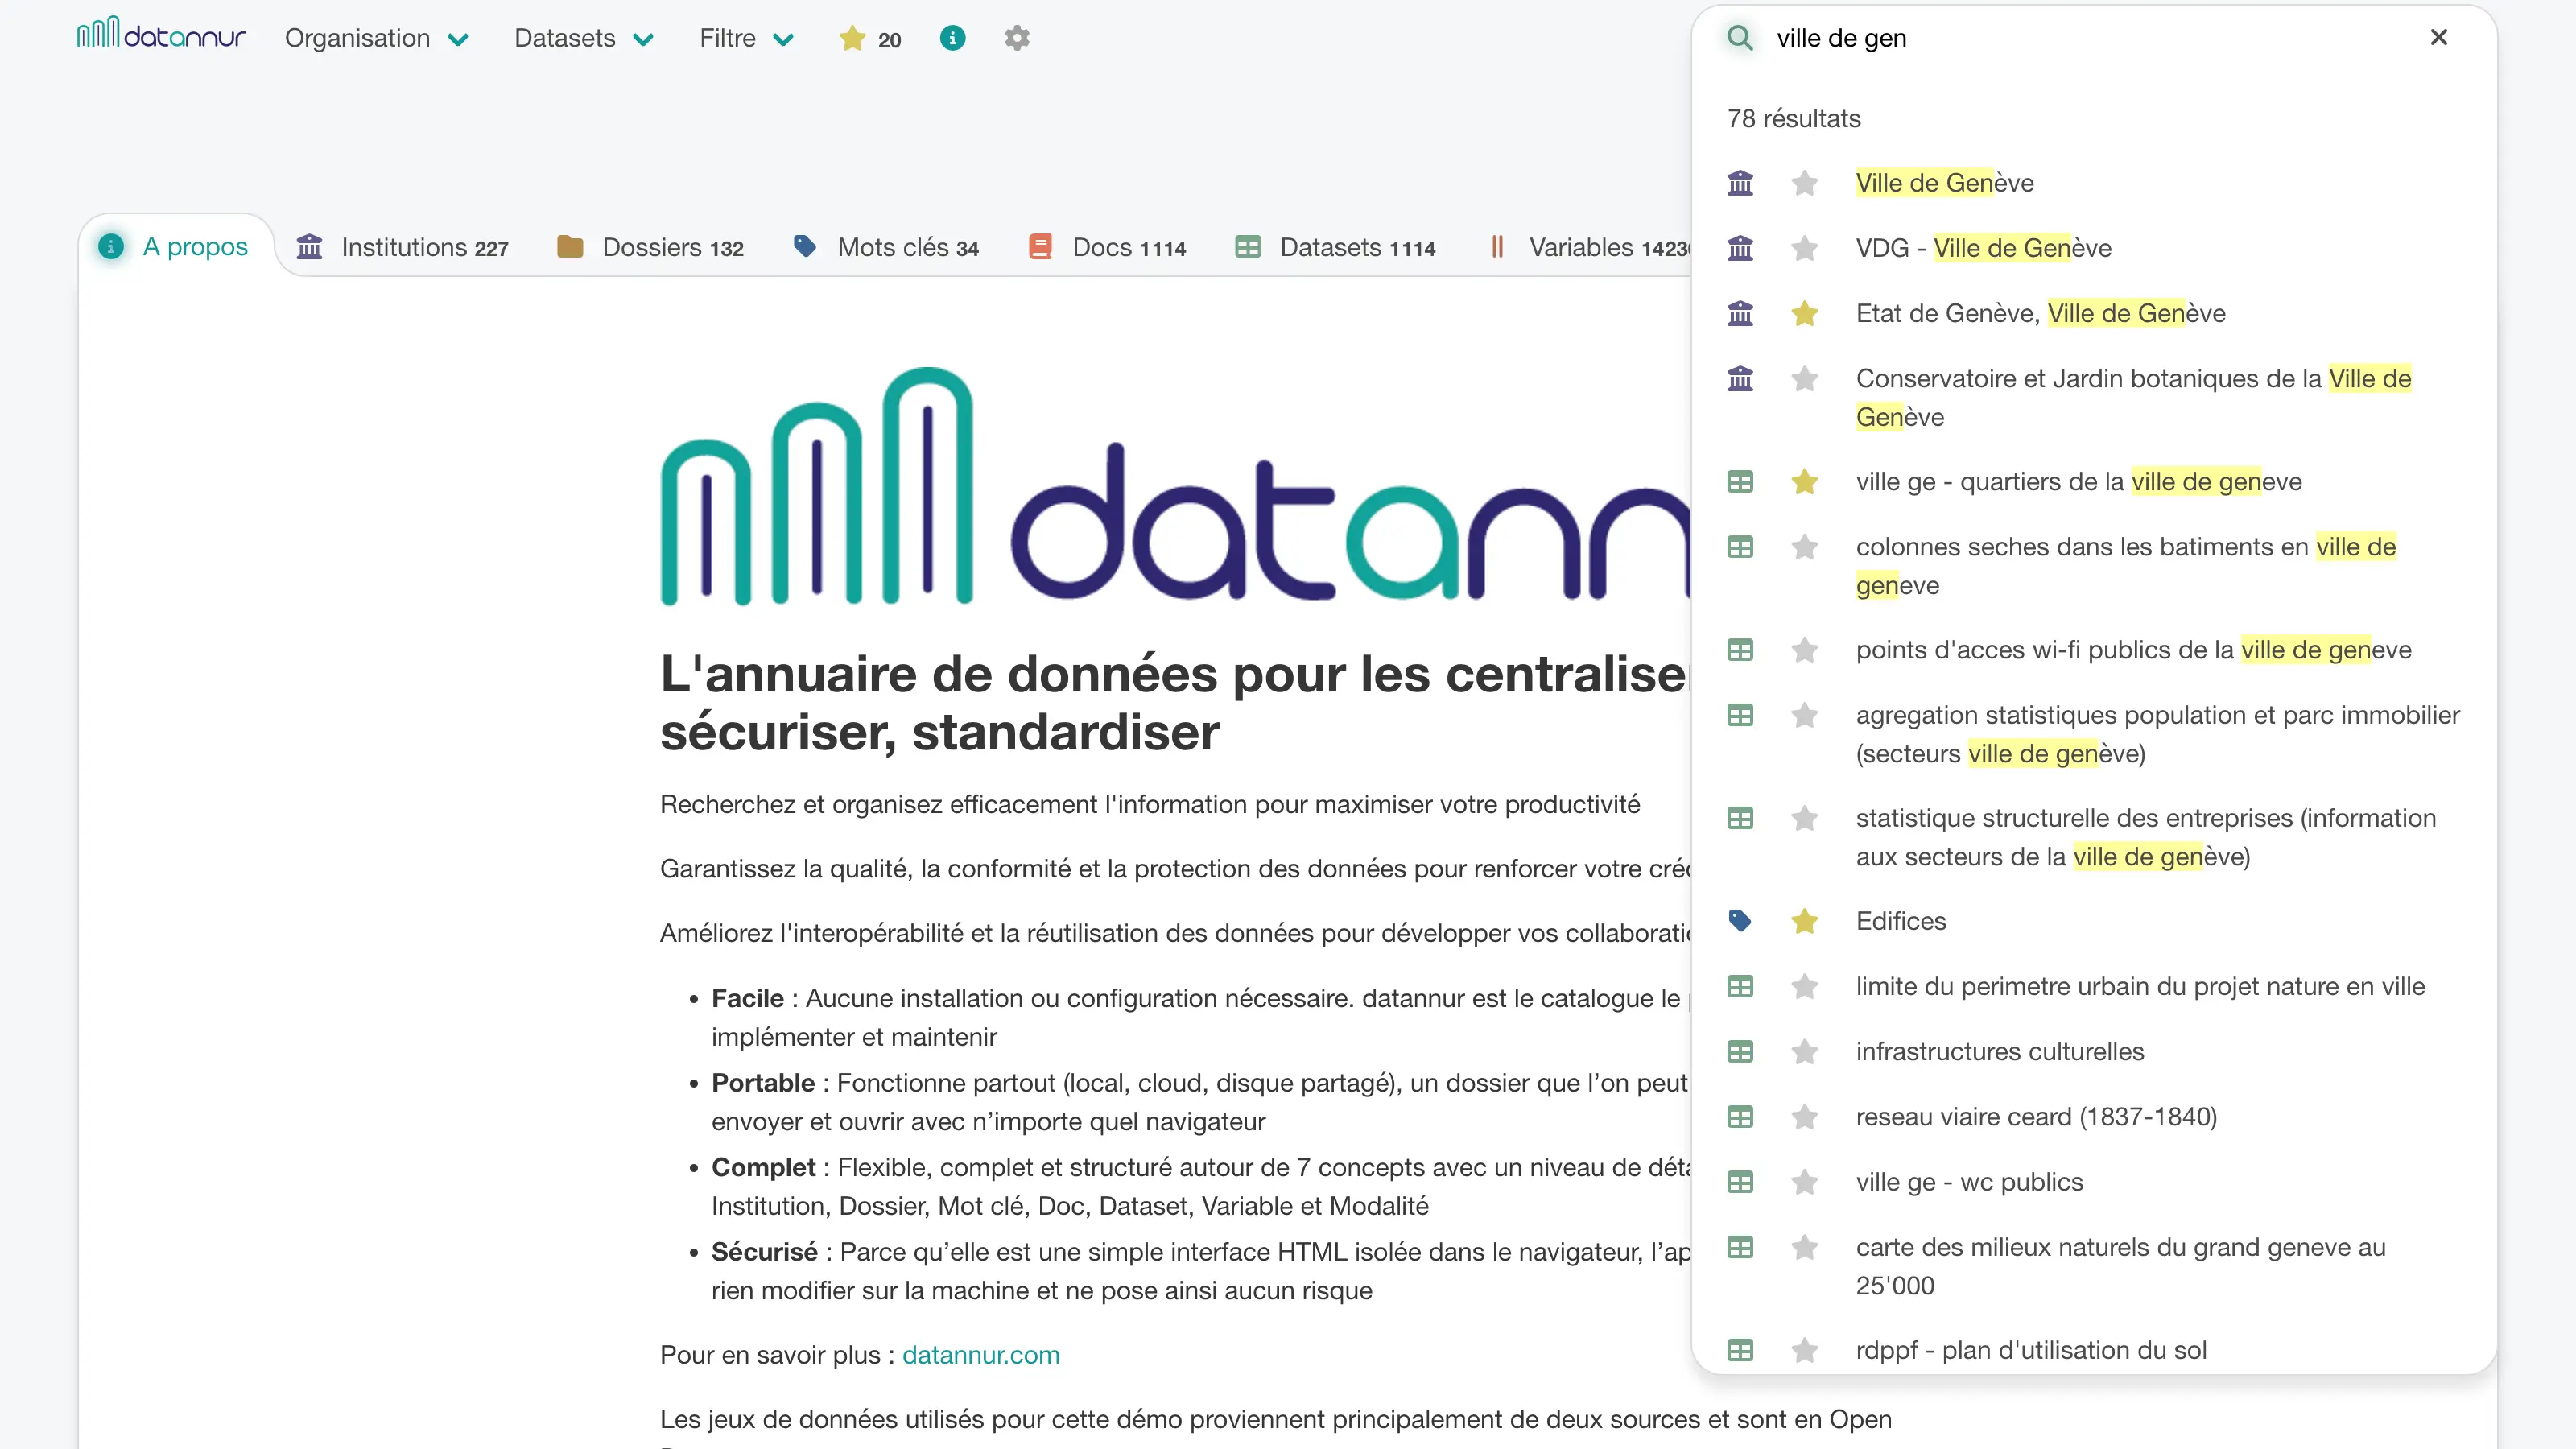 datannur Organisation Datasets Filtre 20
ville de gen
78 résultats
Ville de Genève
VDG - Ville de Genève
Etat de Genève, Ville de Genève
Conservatoire et Jardin botaniques de la Ville de
Genève
ville ge - quartiers de la ville de geneve
colonnes seches dans les batiments en ville de
geneve
points d'acces wi-fi publics de la ville de geneve
agregation statistiques population et parc immobilier
(secteurs ville de genève)
statistique structurelle des entreprises (information
aux secteurs de la ville de genève)
Edifices
limite du perimetre urbain du projet nature en ville
infrastructures culturelles
reseau viaire ceard (1837-1840)
ville ge - wc publics
carte des milieux naturels du grand geneve au
25'000
rdppf - plan d'utilisation du sol
A propos Institutions 227 Dossiers 132 Mots clés 34 Docs 1114 Datasets 1114 Variables 1423
datann
L'annuaire de données pour les centraliser
sécuriser, standardiser
Recherchez et organisez efficacement l'information pour maximiser votre productivité
Garantissez la qualité, la conformité et la protection des données pour renforcer votre
Améliorez l'interopérabilité et la réutilisation des données pour développer vos
Facile : Aucune installation ou configuration nécessaire. datannur est le catalogue le
implémenter et maintenir
Portable : Fonctionne partout (local, cloud, disque partagé), un dossier que l’on peut
envoyer et ouvrir avec n’importe quel navigateur
Complet : Flexible, complet et structuré autour de 7 concepts avec un niveau de
Institution, Dossier, Mot clé, Doc, Dataset, Variable et Modalité
Sécurisé : Parce qu’elle est une simple interface HTML isolée dans le navigateur,
rien modifier sur la machine et ne pose ainsi aucun risque
Pour en savoir plus : datannur.com
Les jeux de données utilisés pour cette démo proviennent principalement de deux sources et sont en Open